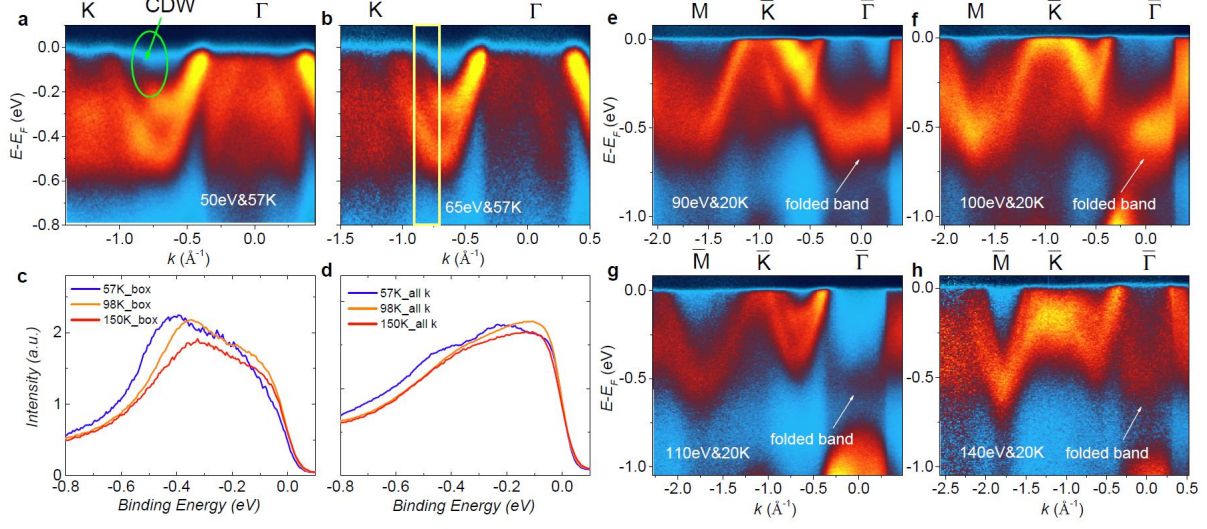 CDW
a K Γ
b K Γ
e M K̅ Γ̅
f M K̅ Γ̅
E-E_F (eV)
0.0
-0.2
-0.4
-0.6
-0.8
50eV&57K
-1.0 -0.5 0.0
k (Å⁻¹)
65eV&57K
-1.5 -1.0 -0.5 0.0 0.5
k (Å⁻¹)
E-E_F (eV)
0.0
-0.5
-1.0
90eV&20K
folded band
-2.0 -1.5 -1.0 -0.5 0.0
0.0
-0.5
-1.0
100eV&20K
folded band
-2.0 -1.5 -1.0 -0.5 0.0
c
57K_box
98K_box
150K_box
Intensity (a.u.)
2
1
0
-0.8 -0.6 -0.4 -0.2 0.0
Binding Energy (eV)
d
57K_all k
98K_all k
150K_all k
-0.8 -0.6 -0.4 -0.2 0.0
Binding Energy (eV)
g M̅ K̅ Γ̅
E-E_F (eV)
0.0
-0.5
-1.0
110eV&20K
folded band
-2.0 -1.5 -1.0 -0.5 0.0
k (Å⁻¹)
h M̅ K̅ Γ̅
0.0
-0.5
-1.0
140eV&20K
folded band
-2.5 -2.0 -1.5 -1.0 -0.5 0.0 0.5
k (Å⁻¹)